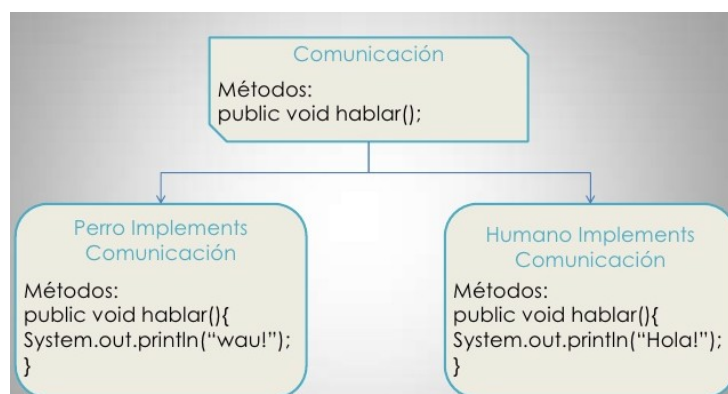 Comunicación
Métodos:
public void hablar();
Perro Implements
Comunicación
Métodos:
public void hablar(){
System.out.println(“wau!”);
}
Humano Implements
Comunicación
Métodos:
public void hablar(){
System.out.println(“Hola!”);
}